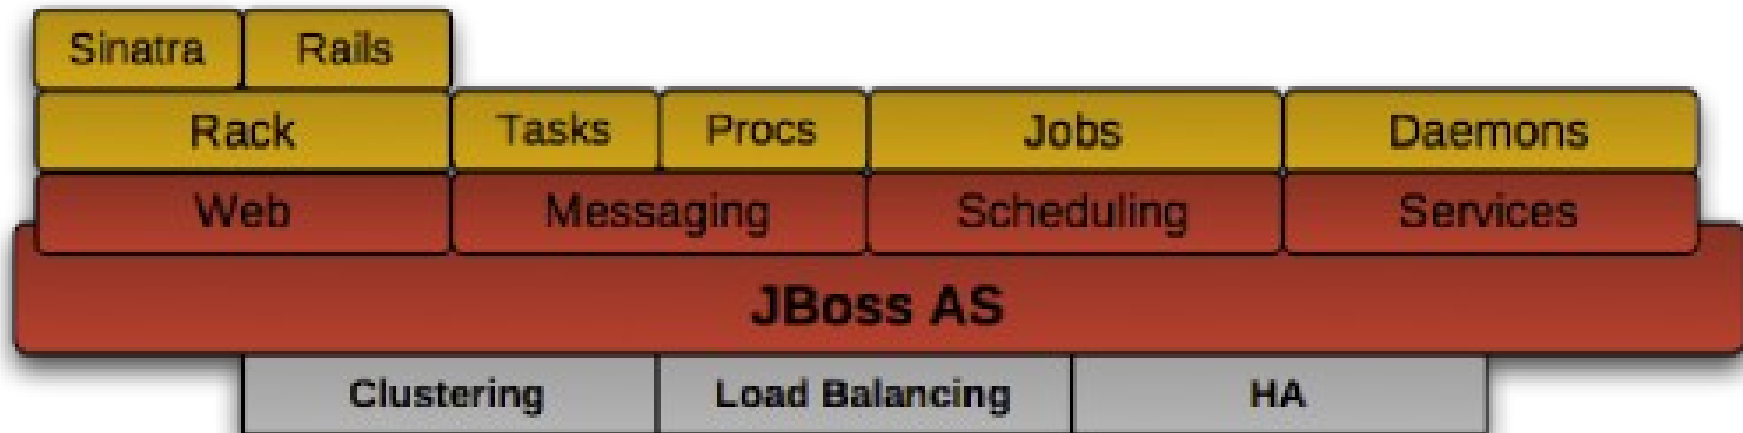 Sinatra Rails
Rack Tasks Procs Jobs Daemons
Web Messaging Scheduling Services
JBoss AS
Clustering Load Balancing HA